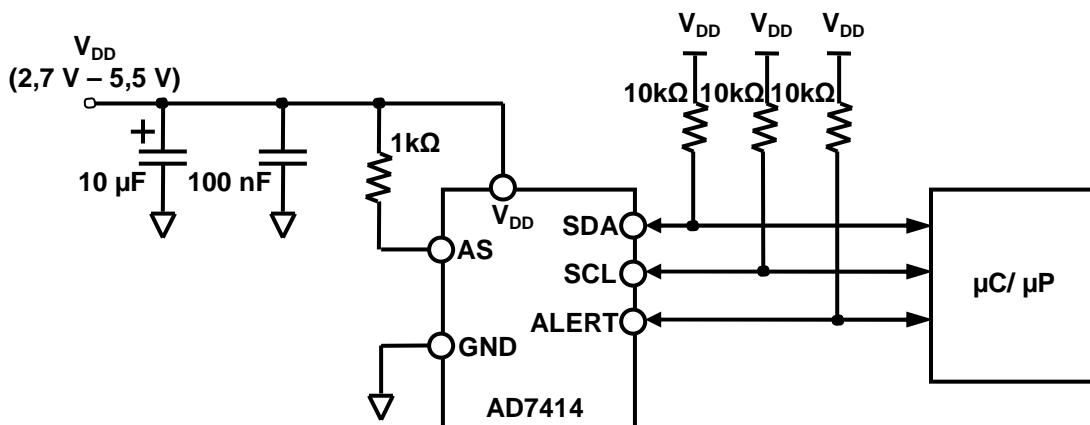 V_DD
(2,7 V – 5,5 V)
V_DD V_DD V_DD
10kΩ 10kΩ 10kΩ
+
1kΩ
10 µF 100 nF
V_DD
SDA
AS
SCL
µC/ µP
ALERT
GND
AD7414